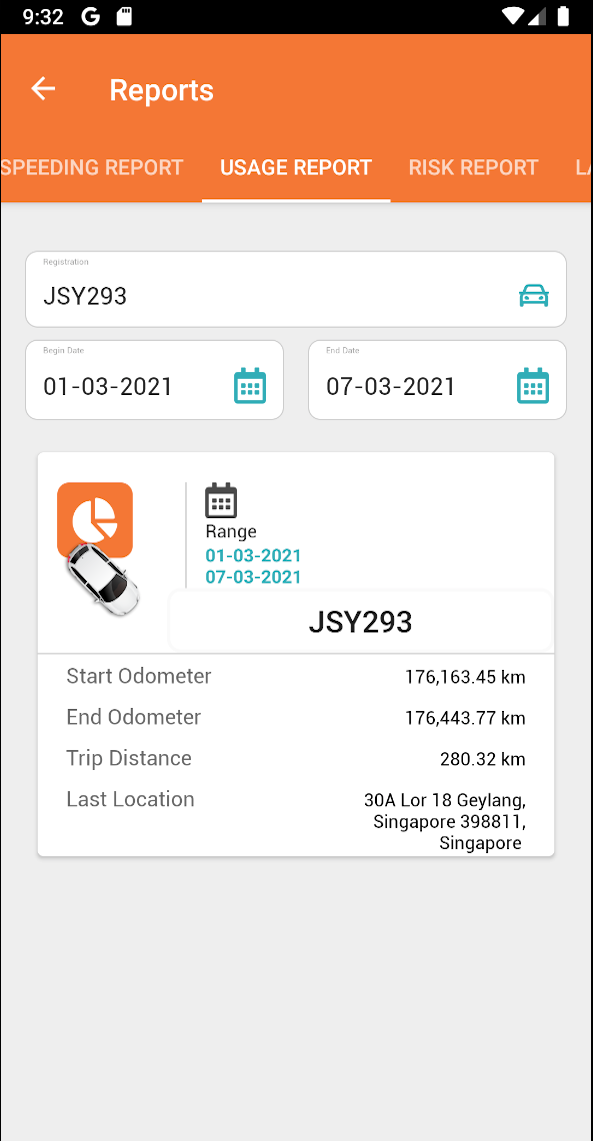 9:32
Reports
SPEEDING REPORT USAGE REPORT RISK REPORT
Registration
JSY293
Begin Date End Date
01-03-2021 07-03-2021
Range
01-03-2021
07-03-2021
JSY293
Start Odometer 176,163.45 km
End Odometer 176,443.77 km
Trip Distance 280.32 km
Last Location 30A Lor 18 Geylang,
Singapore 398811,
Singapore